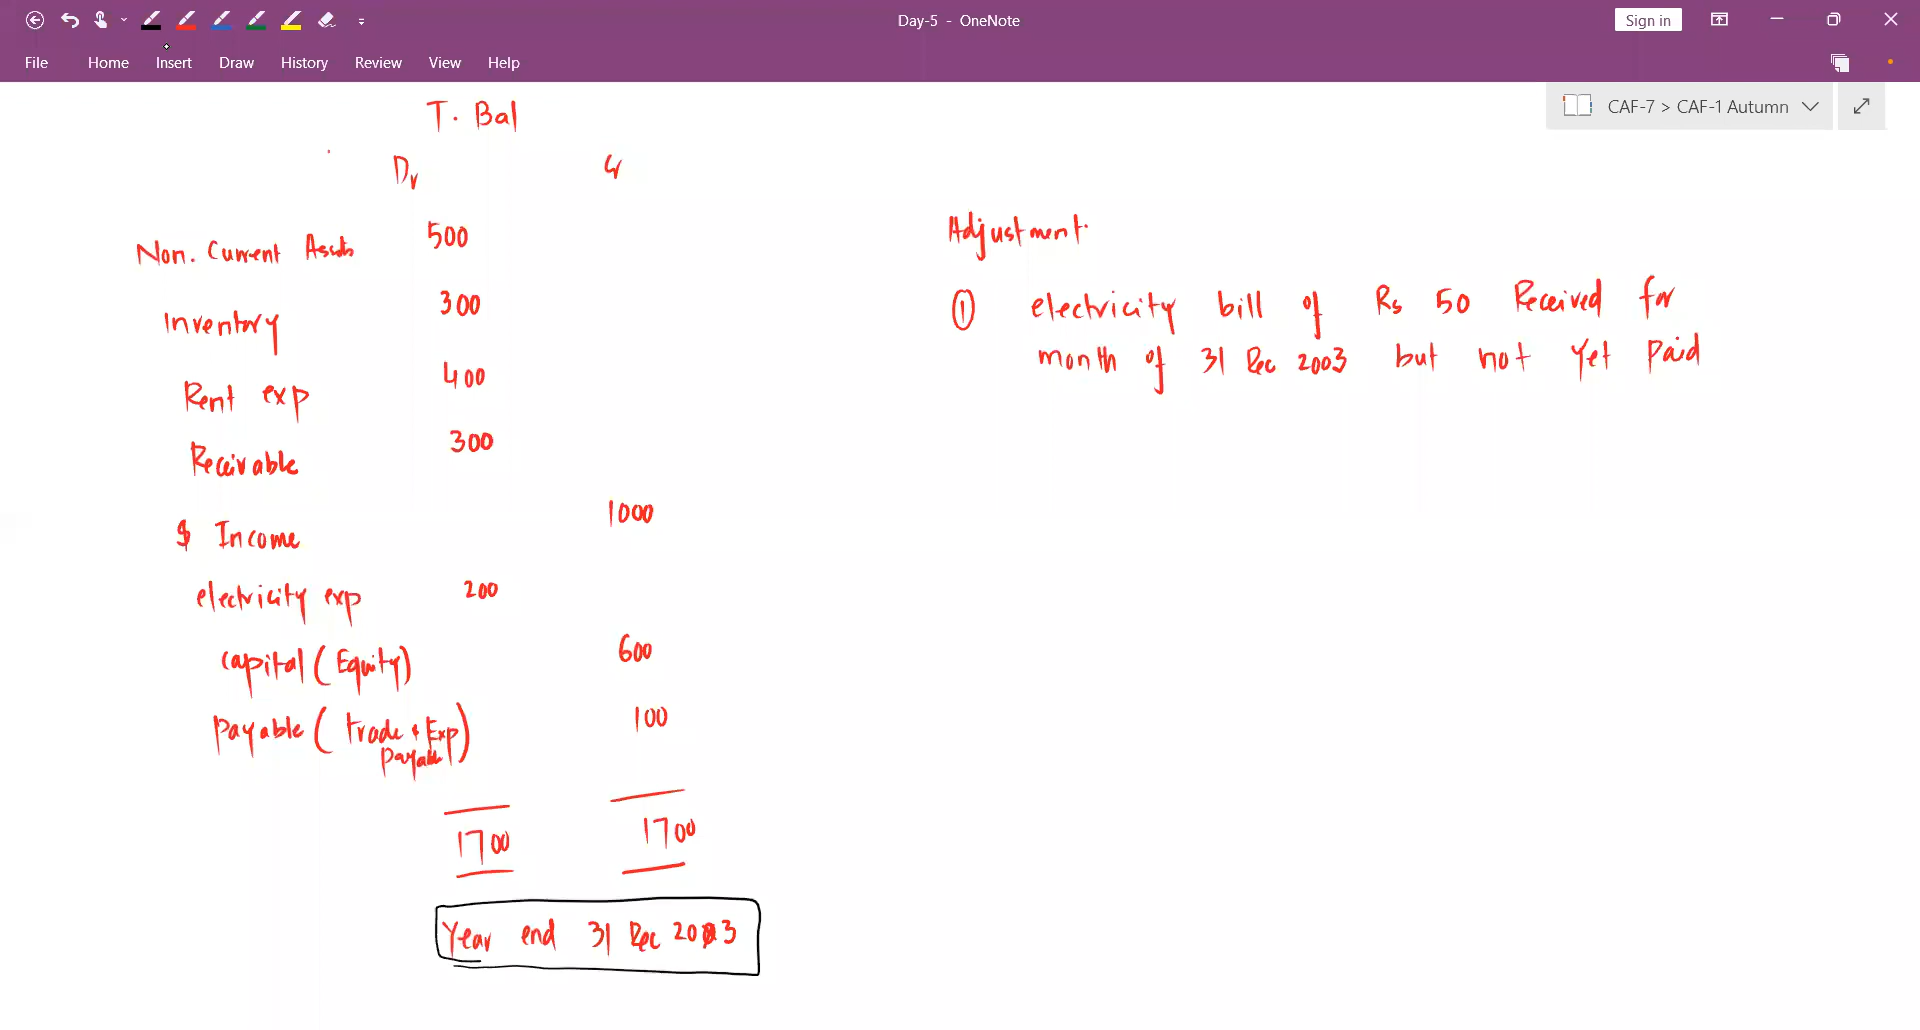 Day-5 - OneNote
Sign in
File Home Insert Draw History Review View Help
CAF-7 > CAF-1 Autumn
T. Bal
Dr Cr
Non. Current Assets 500
Inventory 300
Rent exp 400
Receivable 300
$ Income 1000
electricity exp 200
Capital (Equity) 600
Payable (trade & Exp 100
payable)
1700 1700
Year end 31 Dec 2003
Adjustment.
① electricity bill of Rs 50 Received for
month of 31 Dec 2003 but not yet Paid